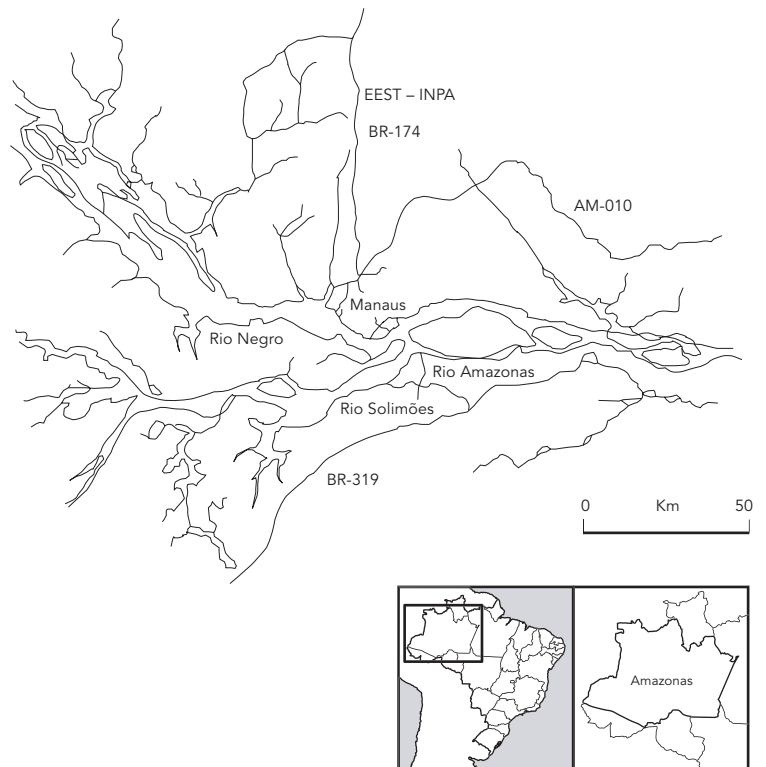 EEST – INPA
BR-174
AM-010
Manaus
Rio Negro
Rio Amazonas
Rio Solimões
BR-319
0 Km 50
Amazonas